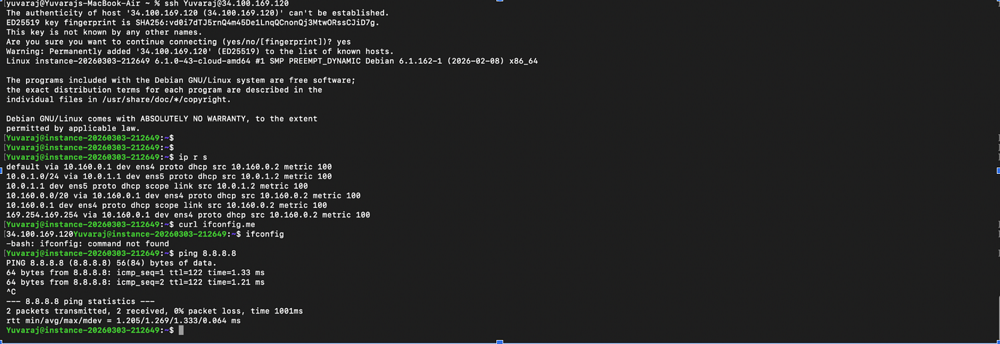 yuvaraj@Yuvarajs-MacBook-Air ~ % ssh Yuvaraj@34.100.169.120
The authenticity of host '34.100.169.120 (34.100.169.120)' can't be established.
ED25519 key fingerprint is SHA256:vd0i7dTJ5rnQ4m45De1LnqQCnonQj3MtwORssCJiD7g.
This key is not known by any other names.
Are you sure you want to continue connecting (yes/no/[fingerprint])? yes
Warning: Permanently added '34.100.169.120' (ED25519) to the list of known hosts.
Linux instance-20260303-212649 6.1.0-43-cloud-amd64 #1 SMP PREEMPT_DYNAMIC Debian 6.1.162-1 (2026-02-08) x86_64
The programs included with the Debian GNU/Linux system are free software;
the exact distribution terms for each program are described in the
individual files in /usr/share/doc/*/copyright.
Debian GNU/Linux comes with ABSOLUTELY NO WARRANTY, to the extent
permitted by applicable law.
[Yuvaraj@instance-20260303-212649:~$
[Yuvaraj@instance-20260303-212649:~$
[Yuvaraj@instance-20260303-212649:~$ ip r s
default via 10.160.0.1 dev ens4 proto dhcp src 10.160.0.2 metric 100
10.0.1.0/24 via 10.0.1.1 dev ens5 proto dhcp src 10.0.1.2 metric 100
10.0.1.1 dev ens5 proto dhcp scope link src 10.0.1.2 metric 100
10.160.0.0/20 via 10.160.0.1 dev ens4 proto dhcp src 10.160.0.2 metric 100
10.160.0.1 dev ens4 proto dhcp scope link src 10.160.0.2 metric 100
169.254.169.254 via 10.160.0.1 dev ens4 proto dhcp src 10.160.0.2 metric 100
[Yuvaraj@instance-20260303-212649:~$ curl ifconfig.me
[34.100.169.120Yuvaraj@instance-20260303-212649:~$ ifconfig
-bash: ifconfig: command not found
[Yuvaraj@instance-20260303-212649:~$ ping 8.8.8.8
PING 8.8.8.8 (8.8.8.8) 56(84) bytes of data.
64 bytes from 8.8.8.8: icmp_seq=1 ttl=122 time=1.33 ms
64 bytes from 8.8.8.8: icmp_seq=2 ttl=122 time=1.21 ms
^C
--- 8.8.8.8 ping statistics ---
2 packets transmitted, 2 received, 0% packet loss, time 1001ms
rtt min/avg/max/mdev = 1.205/1.269/1.333/0.064 ms
Yuvaraj@instance-20260303-212649:~$